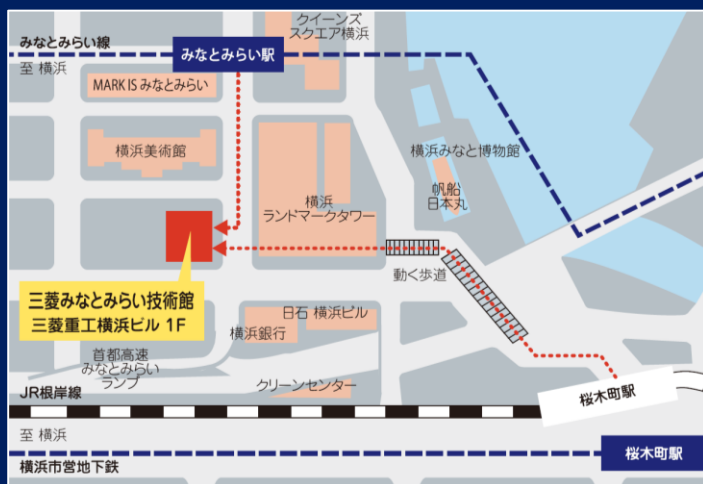 クイーンズ
スクエア横浜
みなとみらい線
みなとみらい駅
至 横浜
MARK IS みなとみらい
横浜美術館
横浜みなと博物館
帆船
日本丸
横浜
ランドマークタワー
動く歩道
三菱みなとみらい技術館
三菱重工横浜ビル 1F
日石 横浜ビル
横浜銀行
首都高速
みなとみらい
ランプ
クリーンセンター
JR根岸線
桜木町駅
至 横浜
桜木町駅
横浜市営地下鉄